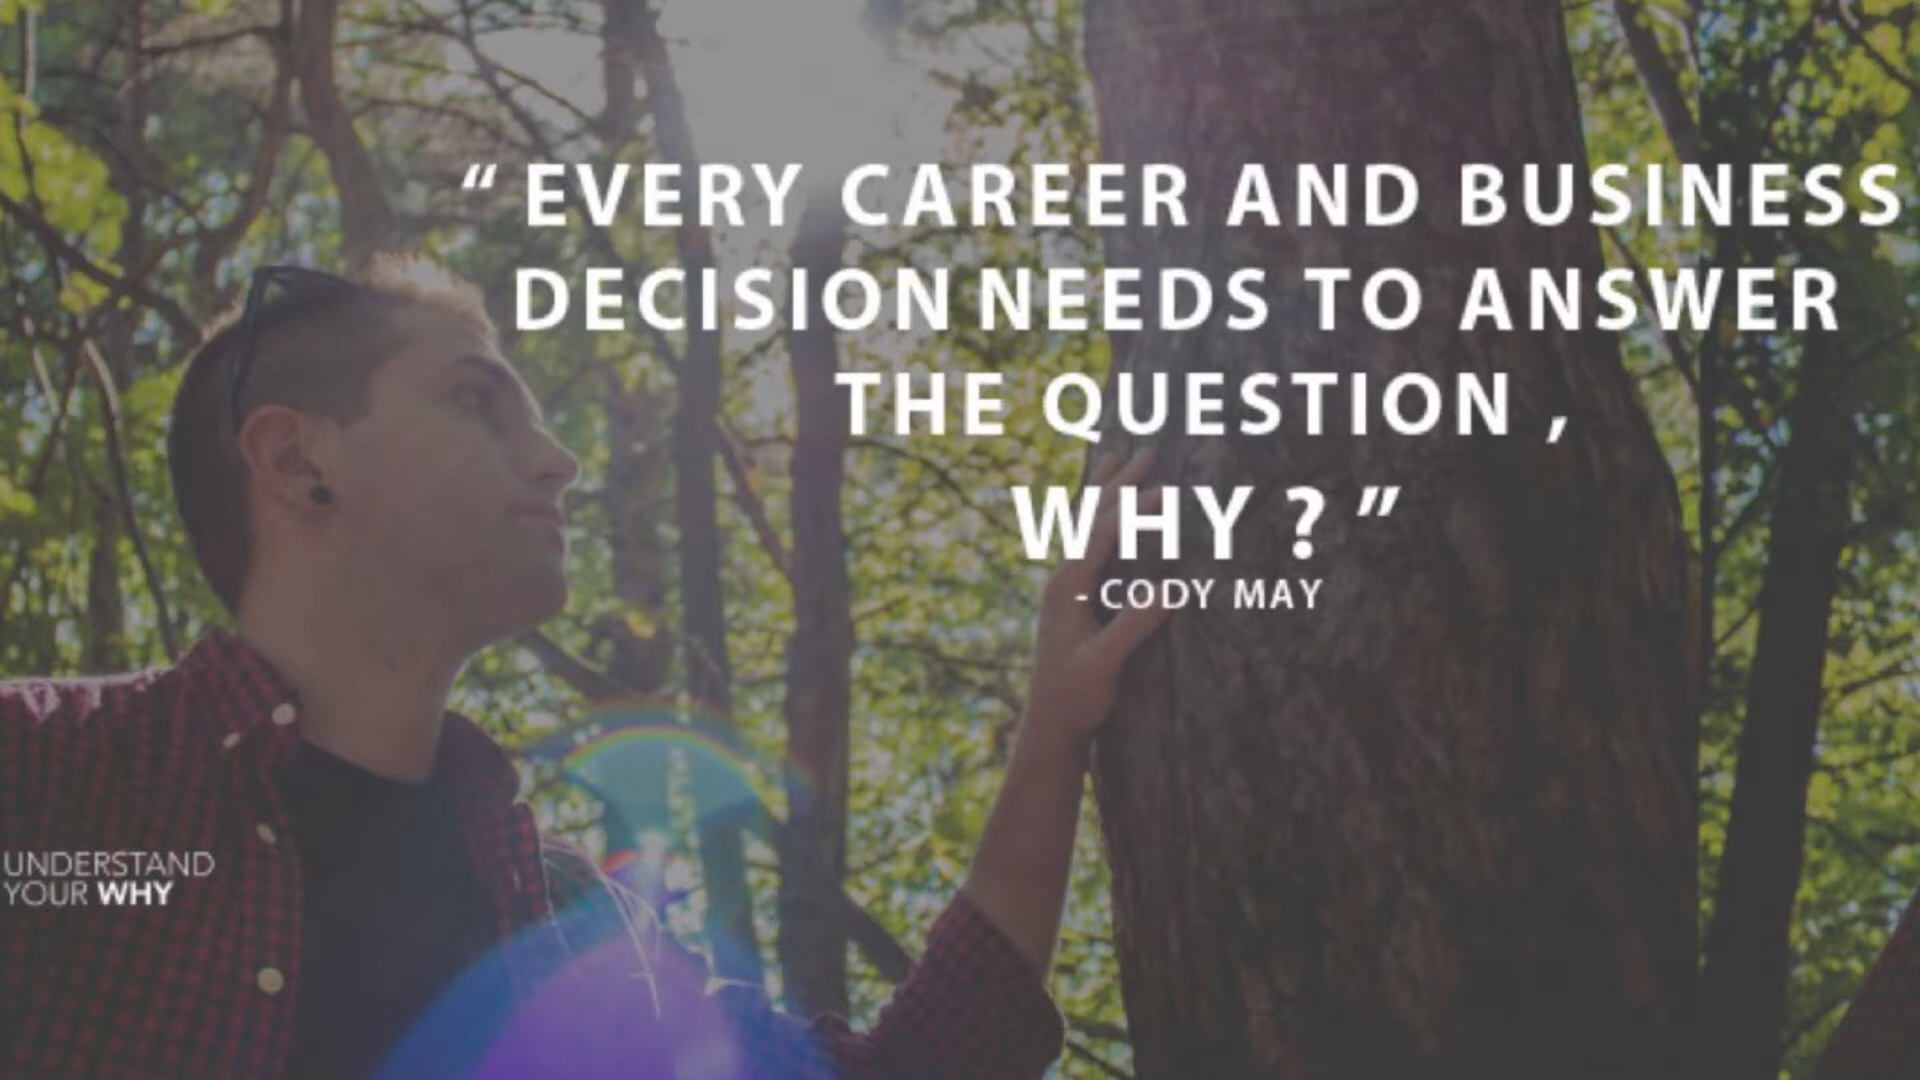 “ EVERY CAREER AND BUSINESS
DECISION NEEDS TO ANSWER
THE QUESTION ,
WHY ? ”
- CODY MAY
UNDERSTAND
YOUR WHY